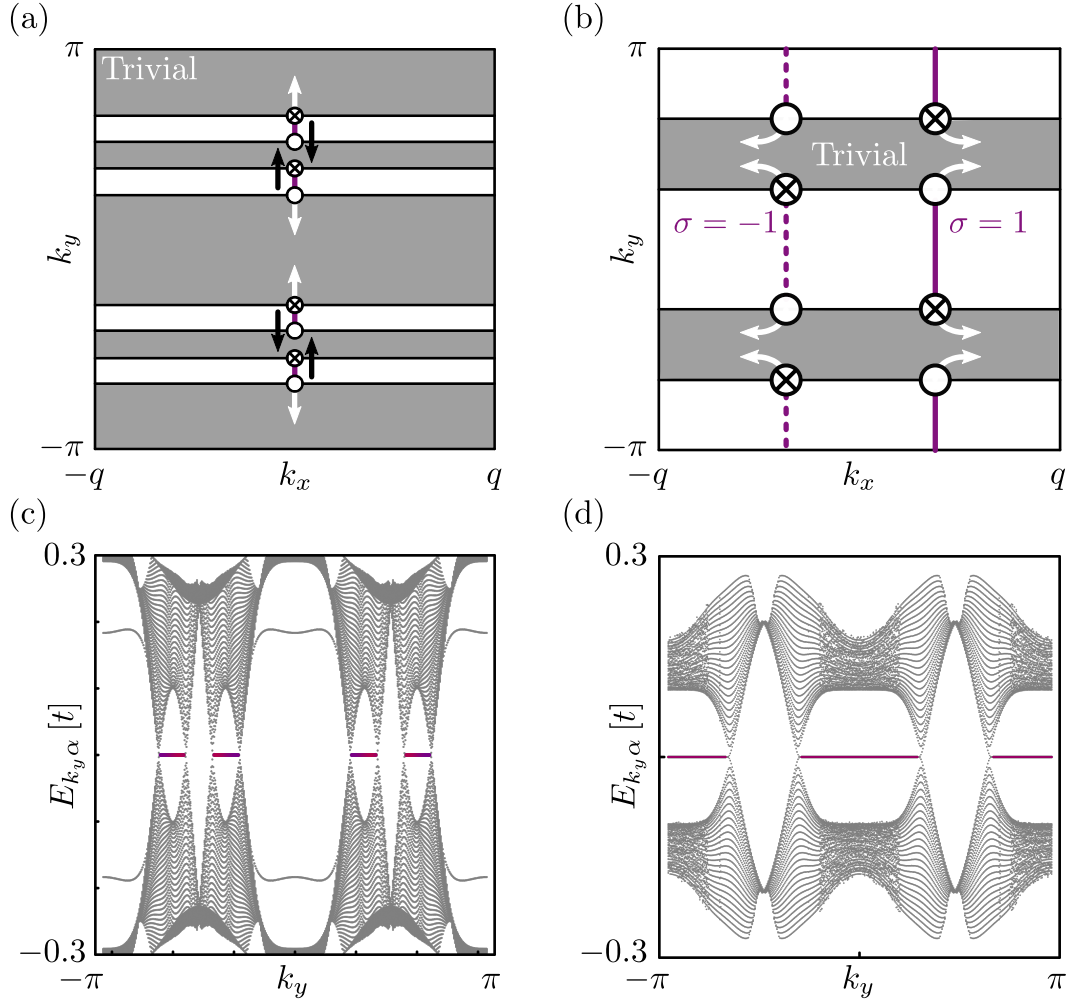 (a)
π
Trivial
k_y
−π
−q
k_x
q
(b)
π
Trivial
σ = −1
σ = 1
k_y
−π
−q
k_x
q
(c)
0.3
E_{k_y α} [t]
−0.3
−π
k_y
π
(d)
0.3
E_{k_y α} [t]
−0.3
−π
k_y
π